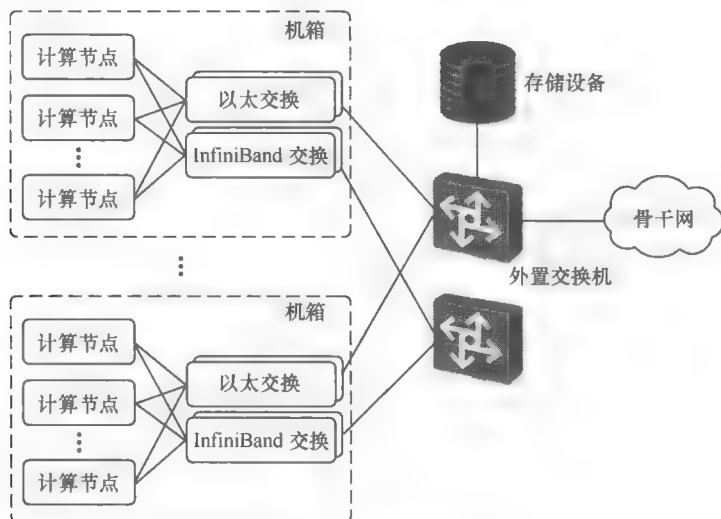 机箱
计算节点
计算节点
计算节点
以太交换
InfiniBand 交换
存储设备
骨干网
外置交换机
机箱
计算节点
计算节点
计算节点
以太交换
InfiniBand 交换